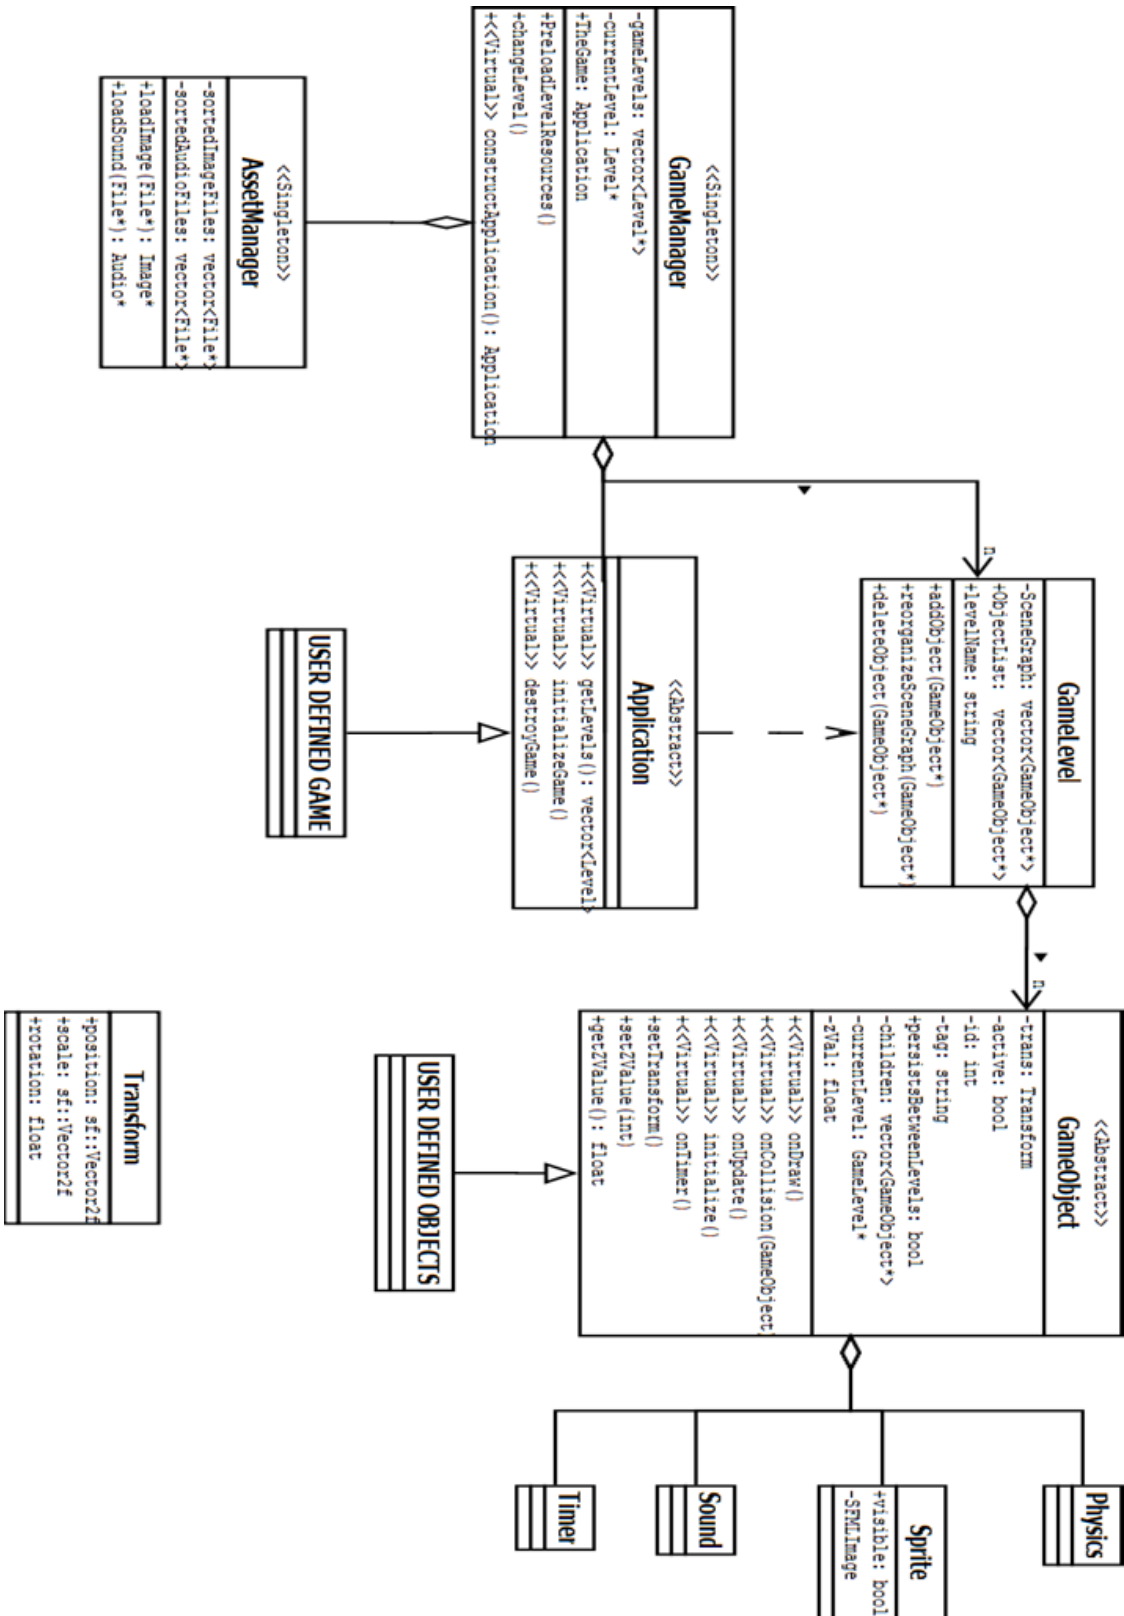 <<Singleton>>
GameManager
-gameLevels: vector<Level*>
-currentLevel: Level*
+TheGame: Application
+PreloadLevelResources()
+changeLevel()
+<<Virtual>> constructApplication(): Application
<<Singleton>>
AssetManager
-sortedImageFiles: vector<File*>
-sortedAudioFiles: vector<File*>
+loadImage(File*): Image*
+loadSound(File*): Audio*
n
GameLevel
-SceneGraph: vector<GameObject*>
+ObjectList: vector<GameObject*>
+levelName: string
+addObject(GameObject*)
+reorganizeSceneGraph(GameObject*)
+deleteObject(GameObject*)
<<Abstract>>
Application
+<<Virtual>> getLevels(): vector<Level>
+<<Virtual>> initializeGame()
+<<Virtual>> destroyGame()
USER DEFINED GAME
n
<<Abstract>>
GameObject
-trans: Transform
-active: bool
-id: int
-tag: string
+persistsBetweenLevels: bool
-children: vector<GameObject*>
-currentLevel: GameLevel*
-zVal: float
+<<Virtual>> onDraw()
+<<Virtual>> onCollision(GameObject)
+<<Virtual>> onUpdate()
+<<Virtual>> initialize()
+<<Virtual>> onTimer()
+setTransform()
+setZValue(int)
+getZValue(): float
USER DEFINED OBJECTS
Transform
+position: sf::Vector2f
+scale: sf::Vector2f
+rotation: float
Physics
Sprite
+visible: bool
-SFMLImage
Sound
Timer